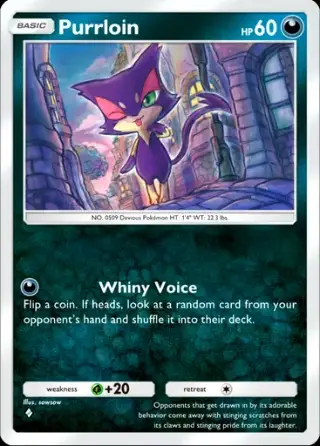 BASIC
Purrloin
HP 60
NO. 0509 Devious Pokémon HT: 1'4" WT: 22.3 lbs.
Whiny Voice
Flip a coin. If heads, look at a random card from your
opponent's hand and shuffle it into their deck.
weakness +20
retreat
Illus. sowsow
Opponents that get drawn in by its adorable
behavior come away with stinging scratches from
its claws and stinging pride from its laughter.